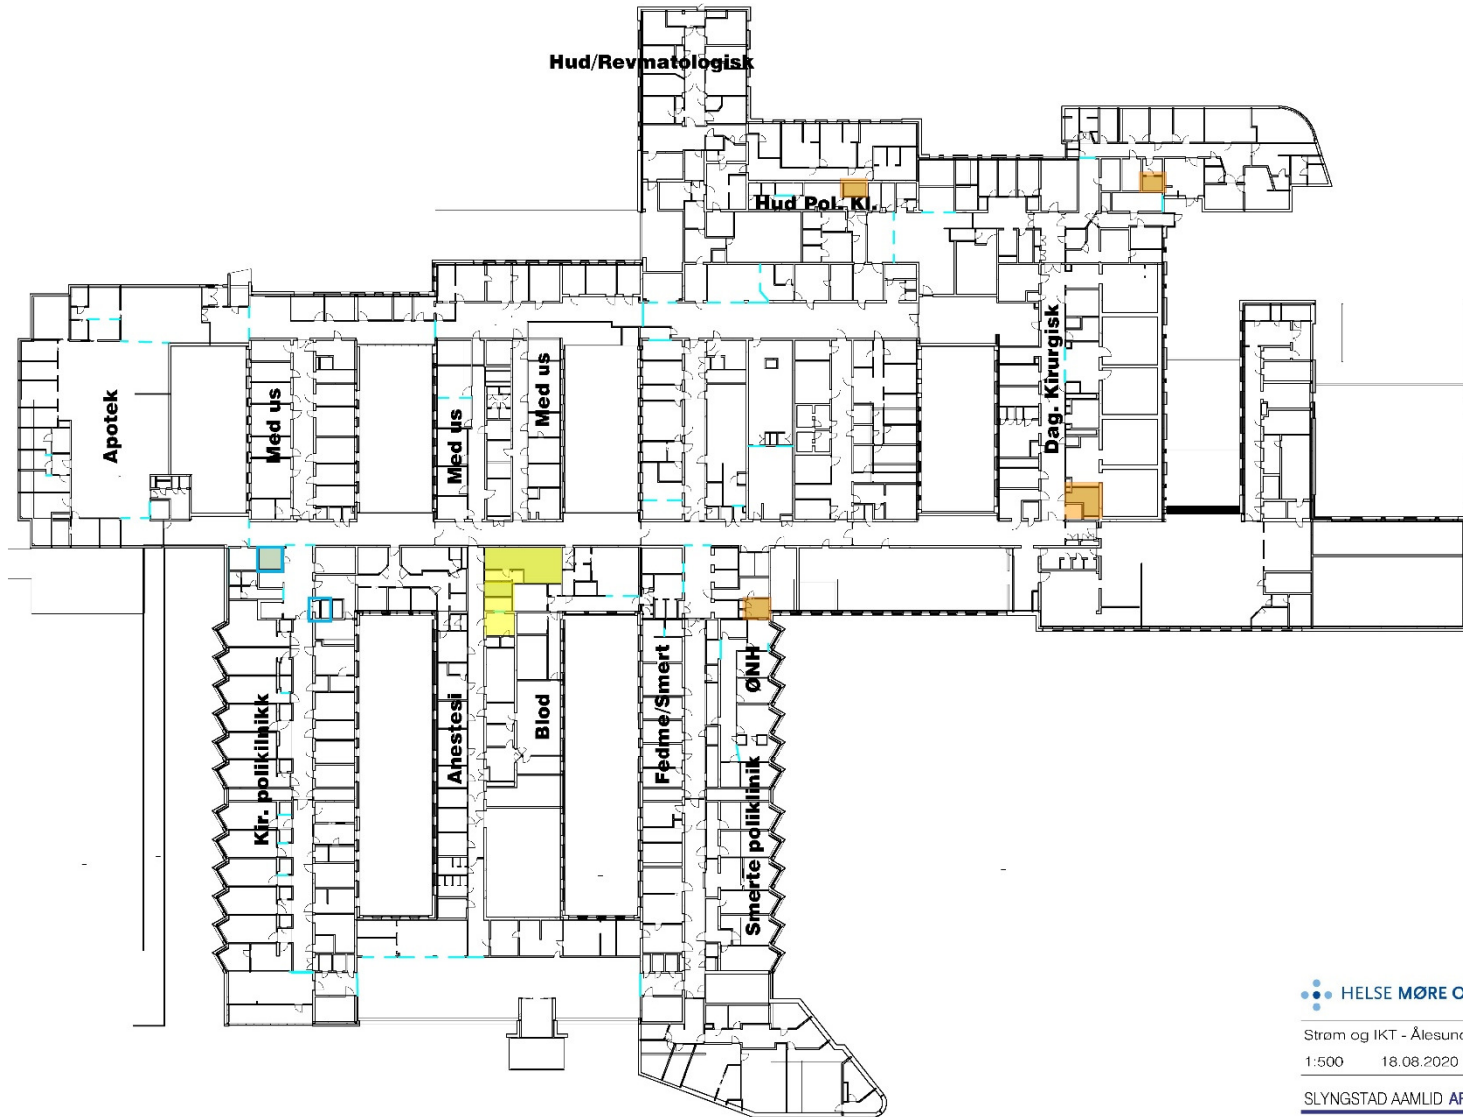 Hud/Revmatologisk
Hud Pol. Kl.
Apotek
Med us
Med us
Med us
Dag. Kirurgisk
Kir. polikilnikk
Anestesi
Blod
Fedme/Smert
ØNH
Smerte poliklinik
HELSE MØRE O
Strøm og IKT - Ålesund
1:500 18.08.2020
SLYNGSTAD AAMLID AR